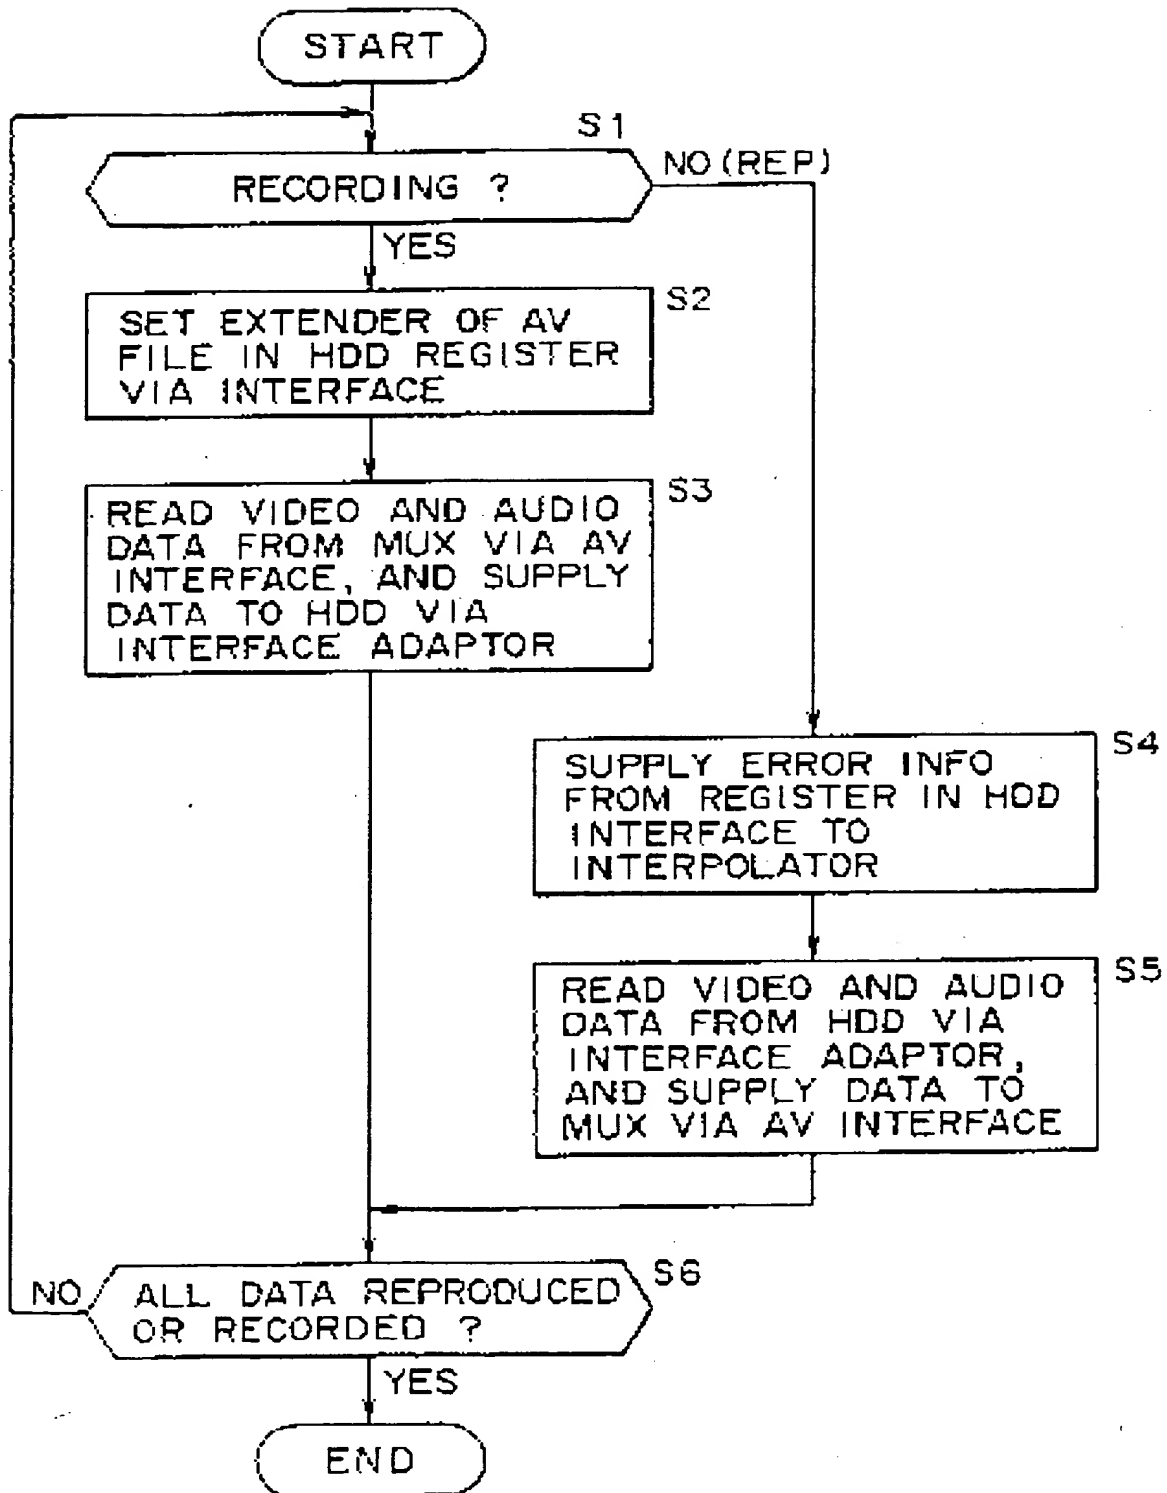 START
S1
RECORDING ?
NO (REP)
YES
S2
SET EXTENDER OF AV
FILE IN HDD REGISTER
VIA INTERFACE
S3
READ VIDEO AND AUDIO
DATA FROM MUX VIA AV
INTERFACE, AND SUPPLY
DATA TO HDD VIA
INTERFACE ADAPTOR
S4
SUPPLY ERROR INFO
FROM REGISTER IN HDD
INTERFACE TO
INTERPOLATOR
S5
READ VIDEO AND AUDIO
DATA FROM HDD VIA
INTERFACE ADAPTOR,
AND SUPPLY DATA TO
MUX VIA AV INTERFACE
S6
NO
ALL DATA REPRODUCED
OR RECORDED ?
YES
END